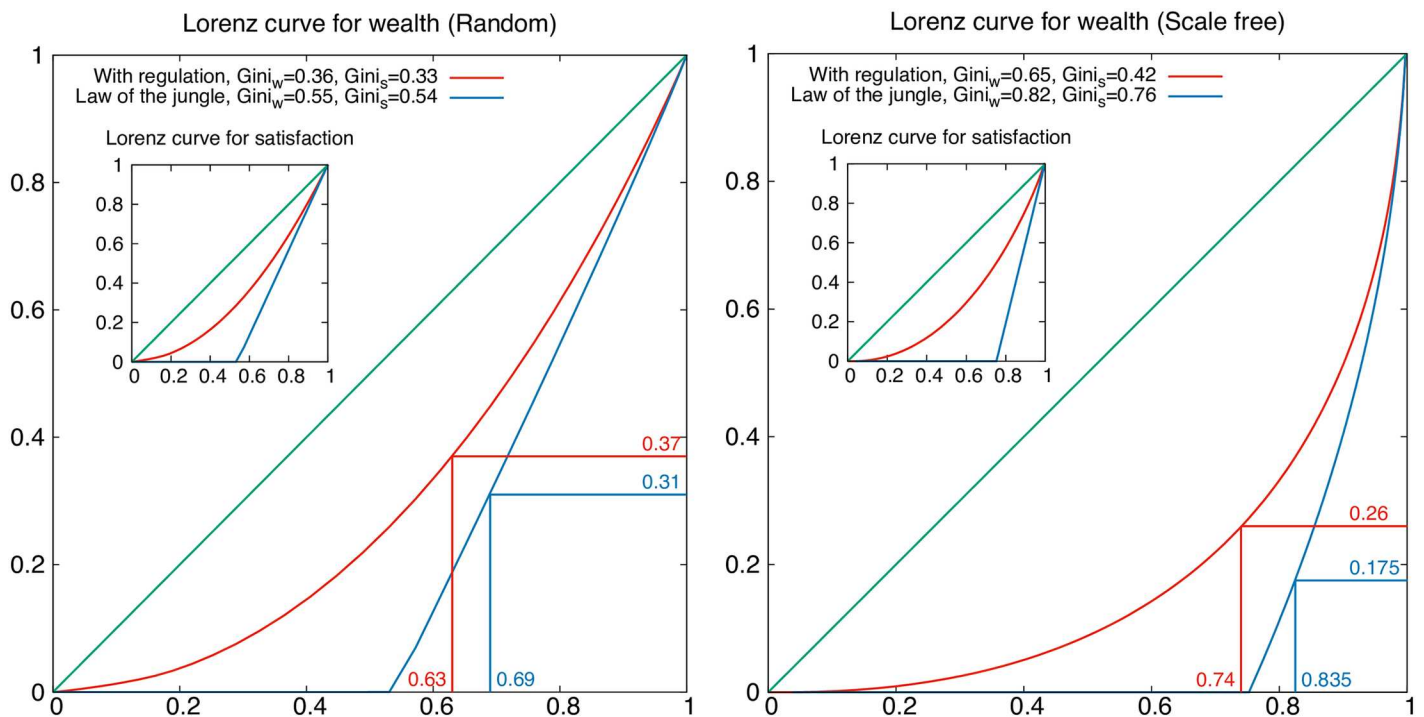 Lorenz curve for wealth (Random)
With regulation, Gini_w=0.36, Gini_s=0.33
Law of the jungle, Gini_w=0.55, Gini_s=0.54
Lorenz curve for satisfaction
1
0.8
0.6
0.4
0.2
0
0 0.2 0.4 0.6 0.8 1
1
0.8
0.6
0.4
0.2
0
0.37
0.31
0.63
0.69
0 0.2 0.4 0.6 0.8 1
Lorenz curve for wealth (Scale free)
With regulation, Gini_w=0.65, Gini_s=0.42
Law of the jungle, Gini_w=0.82, Gini_s=0.76
Lorenz curve for satisfaction
1
0.8
0.6
0.4
0.2
0
0 0.2 0.4 0.6 0.8 1
1
0.8
0.6
0.4
0.2
0
0.26
0.175
0.74
0.835
0 0.2 0.4 0.6 0.8 1